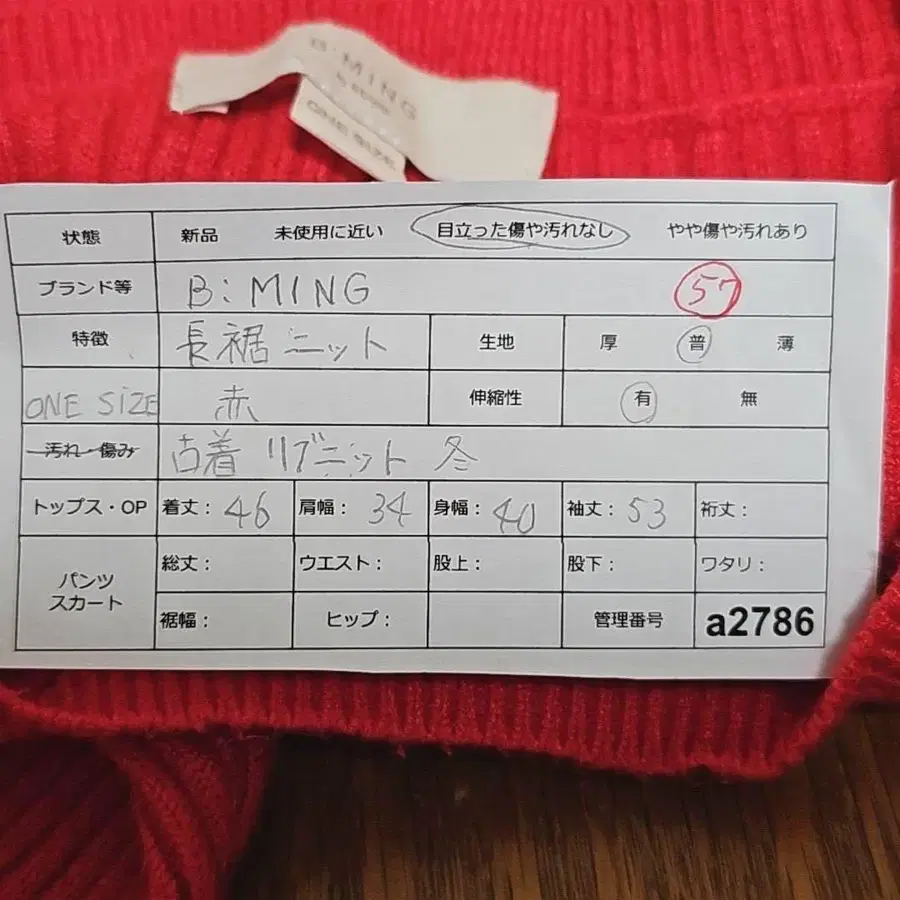 B:MING
ONE SIZE
状態 新品 未使用に近い 目立った傷や汚れなし やや傷や汚れあり
ブランド等 B:MING 57
特徴 長裾ニット 生地 厚 普 薄
ONE SIZE 赤 伸縮性 有 無
汚れ・傷み 古着 リブニット 冬
トップス・OP 着丈: 46 肩幅: 34 身幅: 40 袖丈: 53 裄丈:
パンツ スカート 総丈: ウエスト: 股上: 股下: ワタリ:
裾幅: ヒップ: 管理番号 a2786